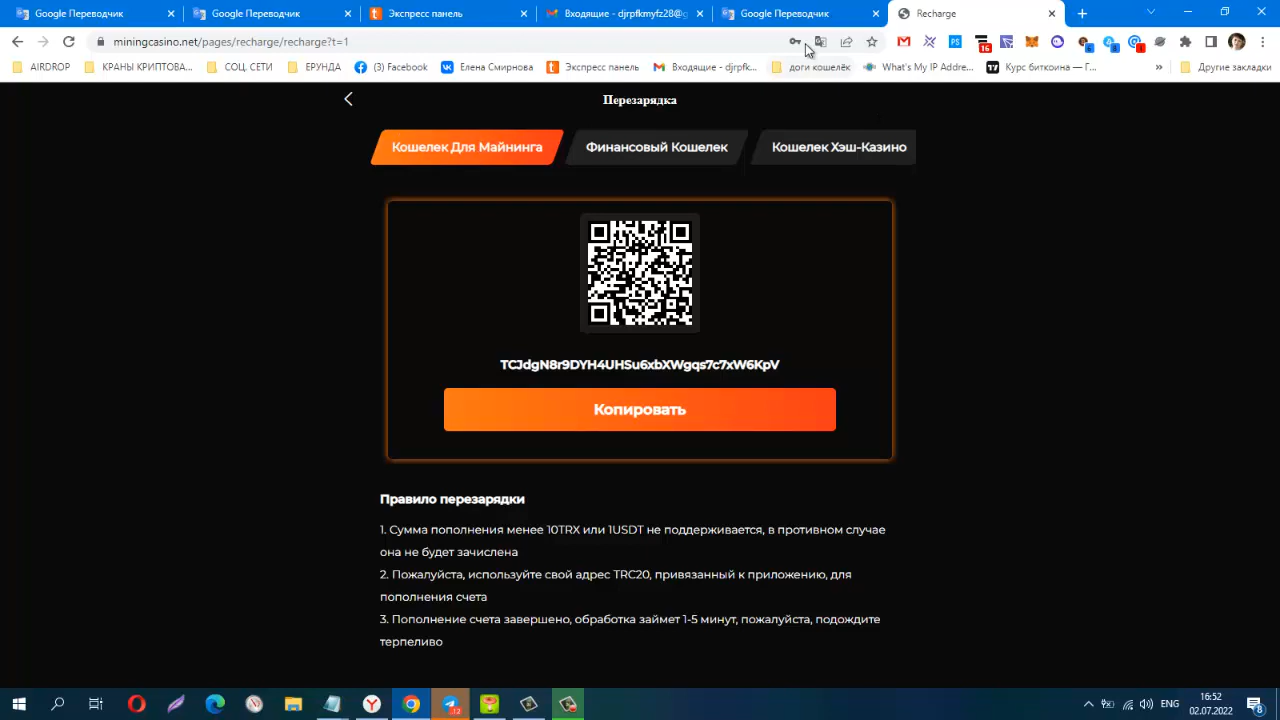 Google Переводчик
Google Переводчик
Экспресс панель
Входящие - djrpfkmyfz28@g
Google Переводчик
Recharge
miningcasino.net/pages/recharge/recharge?t=1
AIRDROP
КРАНЫ КРИПТОВА...
СОЦ. СЕТИ
ЕРУНДА
(3) Facebook
Елена Смирнова
Экспресс панель
Входящие - djrpfk...
доги кошелёк
What's My IP Addre...
Курс биткоина — Г...
»
Другие закладки
Перезарядка
Кошелек Для Майнинга
Финансовый Кошелек
Кошелек Хэш-Казино
TCJdgN8r9DYH4UHSu6xbXWgqs7c7xW6KpV
Копировать
Правило перезарядки
1. Сумма пополнения менее 10TRX или 1USDT не поддерживается, в противном случае
она не будет зачислена
2. Пожалуйста, используйте свой адрес TRC20, привязанный к приложению, для
пополнения счета
3. Пополнение счета завершено, обработка займет 1-5 минут, пожалуйста, подождите
терпеливо
ENG
16:52
02.07.2022